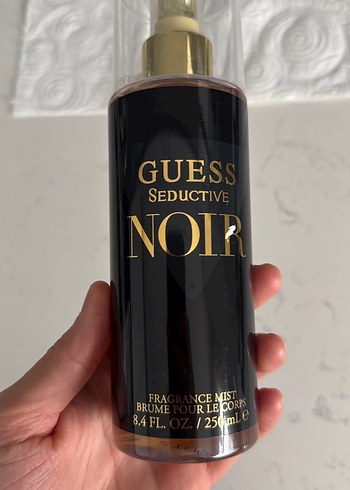 GUESS
SEDUCTIVE
NOIR
FRAGRANCE MIST
BRUME POUR LE CORPS
8.4 FL. OZ. / 250 mL ℮